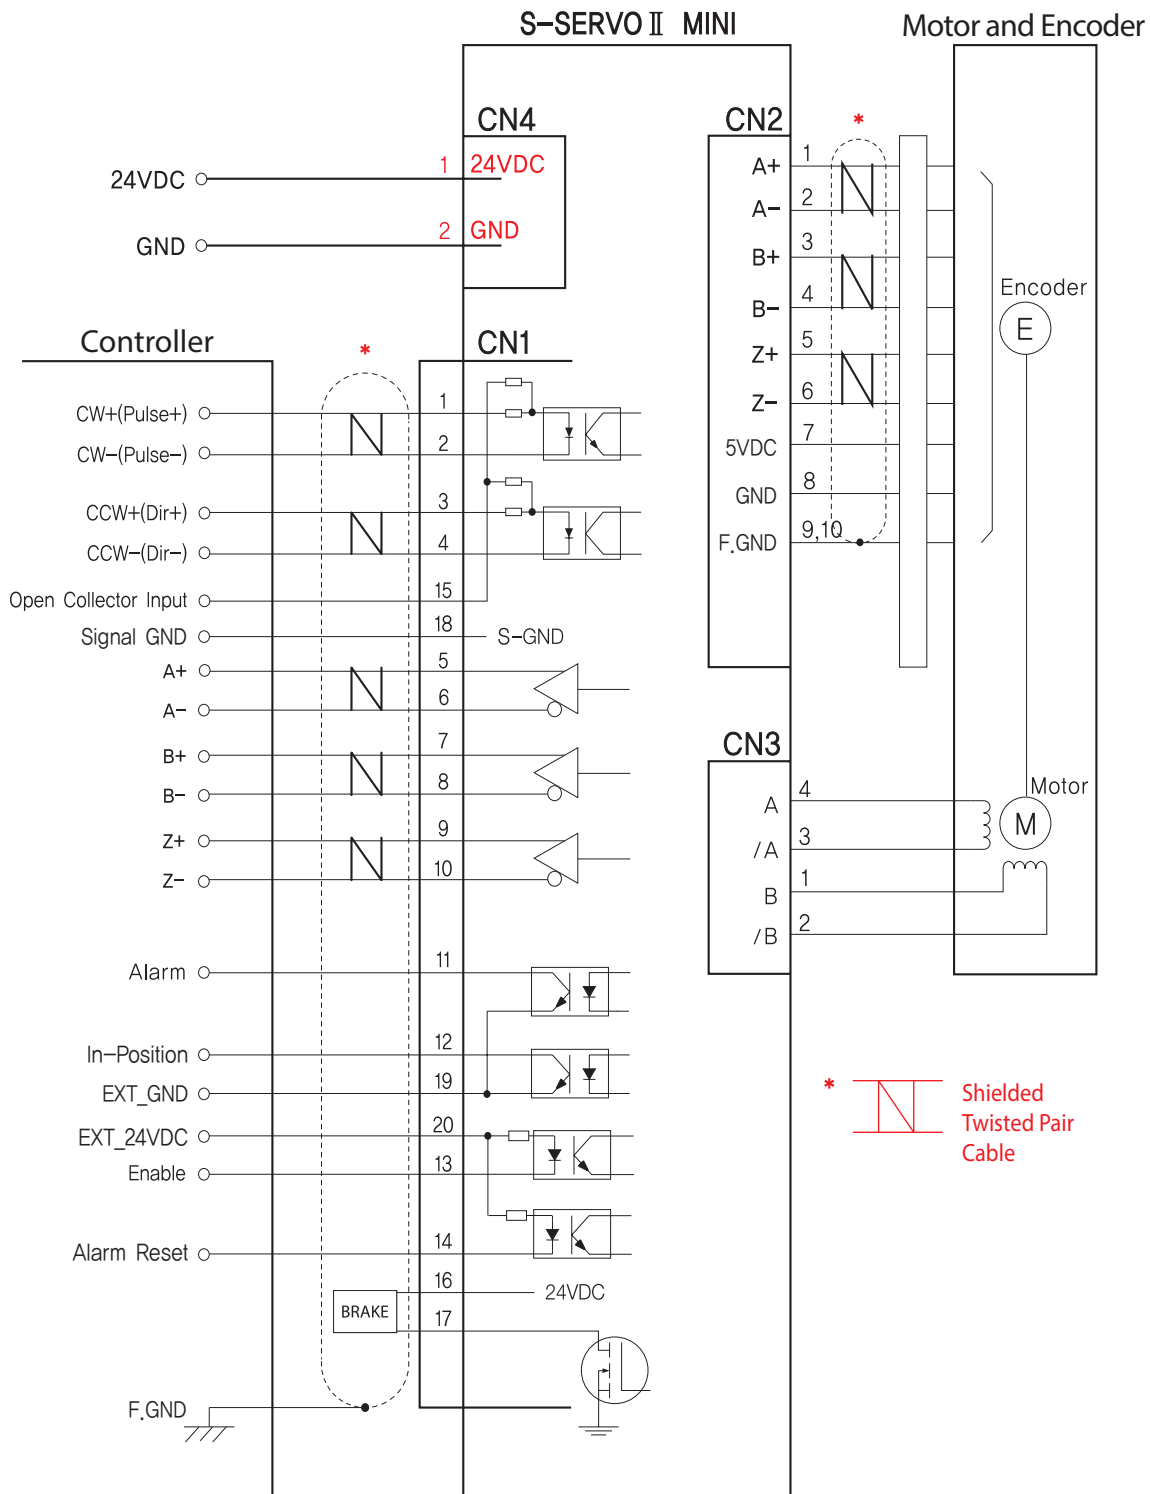 S-SERVO Ⅱ MINI
Motor and Encoder
CN4
1 24VDC
24VDC
2 GND
GND
CN2
*
A+ 1
A- 2
B+ 3
B- 4
Z+ 5
Z- 6
5VDC 7
GND 8
F.GND 9,10
Encoder
E
Controller
*
CN1
CW+(Pulse+) 1
CW-(Pulse-) 2
CCW+(Dir+) 3
CCW-(Dir-) 4
Open Collector Input 15
Signal GND 18 S-GND
A+ 5
A- 6
B+ 7
B- 8
Z+ 9
Z- 10
Alarm 11
In-Position 12
EXT_GND 19
EXT_24VDC 20
Enable 13
Alarm Reset 14
16 24VDC
BRAKE
17
F.GND
CN3
A 4
/A 3
B 1
/B 2
Motor
M
*
Shielded
Twisted Pair
Cable